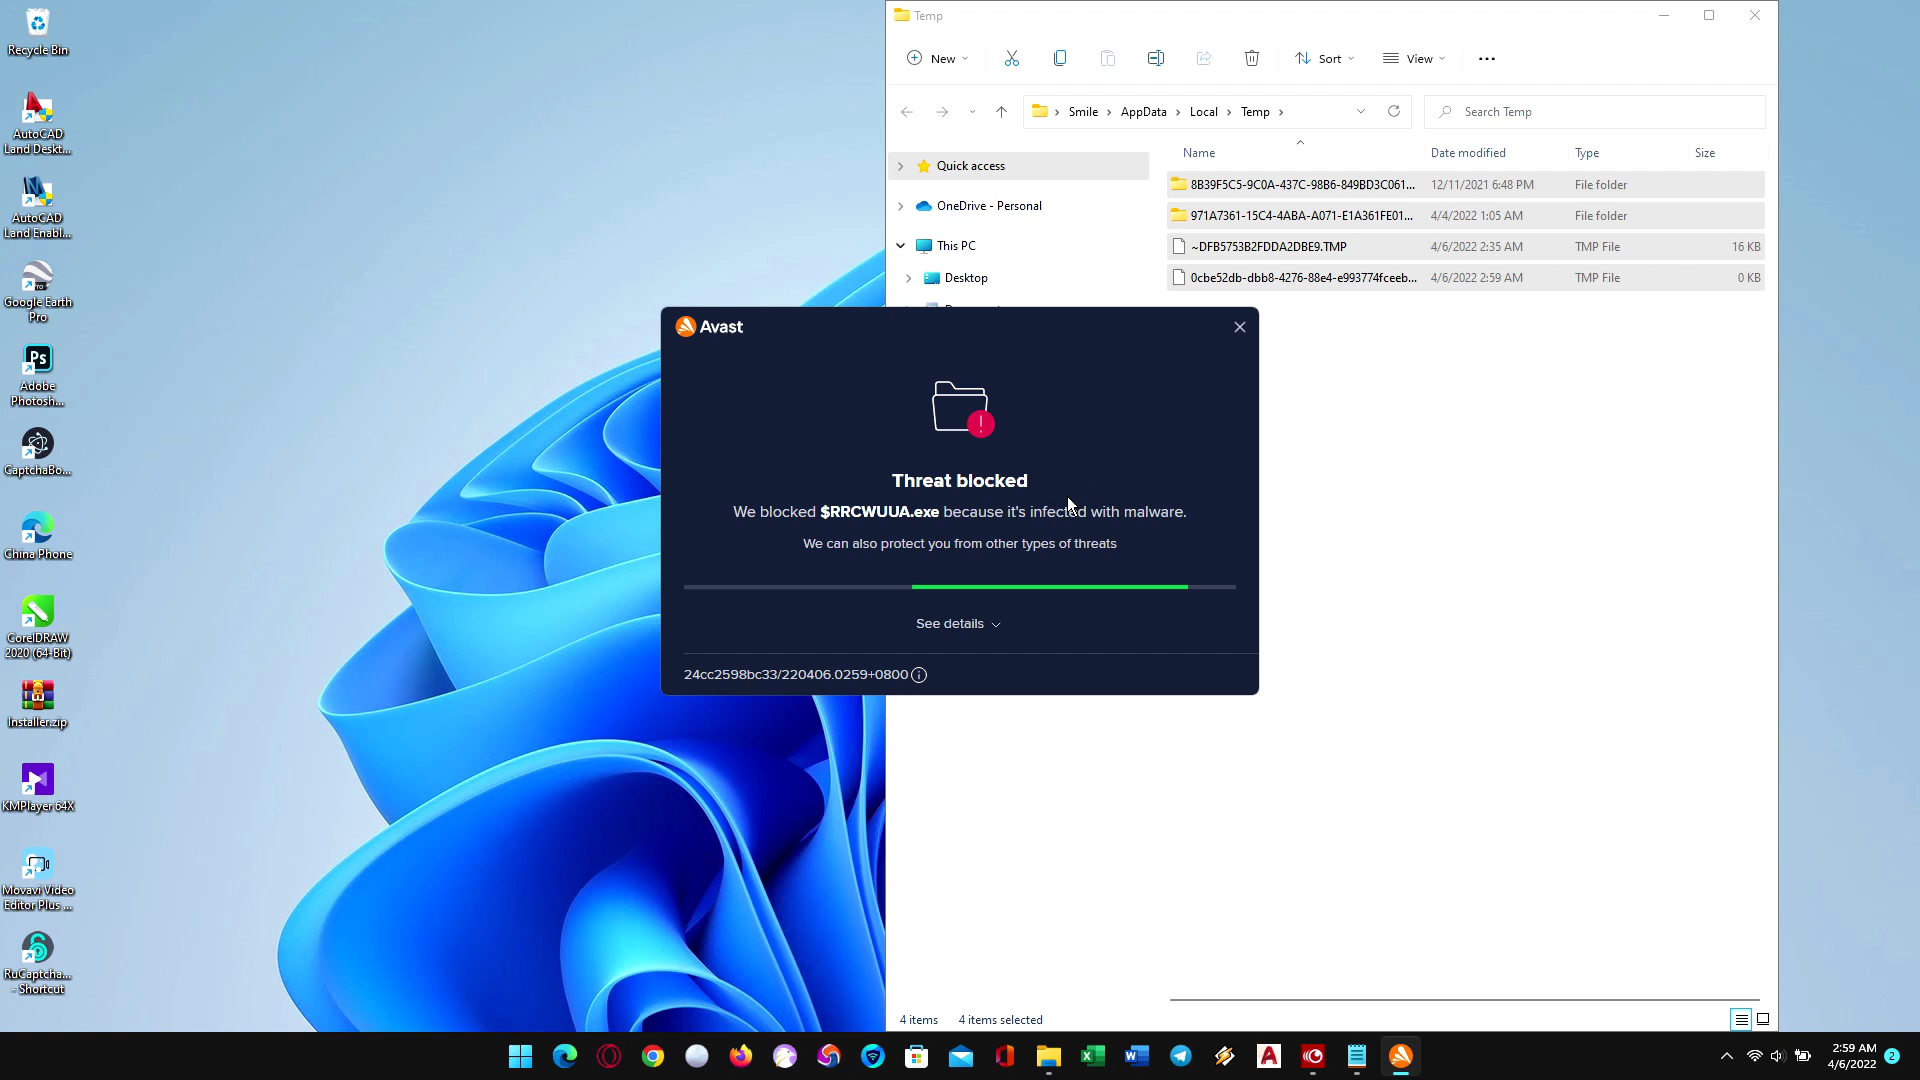 Recycle Bin
AutoCAD
Land Deskt...
AutoCAD
Land Enabl...
Google Earth
Pro
Ps
Adobe
Photosh...
CaptchaBo...
China Phone
CorelDRAW
2020 (64-Bit)
Installer.zip
KMPlayer 64X
Movavi Video
Editor Plus ...
RuCaptcha...
- Shortcut
Temp
New
Sort
View
Smile
AppData
Local
Temp
Search Temp
Quick access
OneDrive - Personal
This PC
Desktop
Name Date modified Type Size
8B39F5C5-9C0A-437C-98B6-849BD3C061... 12/11/2021 6:48 PM File folder
971A7361-15C4-4ABA-A071-E1A361FE01... 4/4/2022 1:05 AM File folder
~DFB5753B2FDDA2DBE9.TMP 4/6/2022 2:35 AM TMP File 16 KB
0cbe52db-dbb8-4276-88e4-e993774fceeb... 4/6/2022 2:59 AM TMP File 0 KB
Avast
Threat blocked
We blocked $RRCWUUA.exe because it's infected with malware.
We can also protect you from other types of threats
See details
24cc2598bc33/220406.0259+0800
4 items 4 items selected
2:59 AM
4/6/2022
2